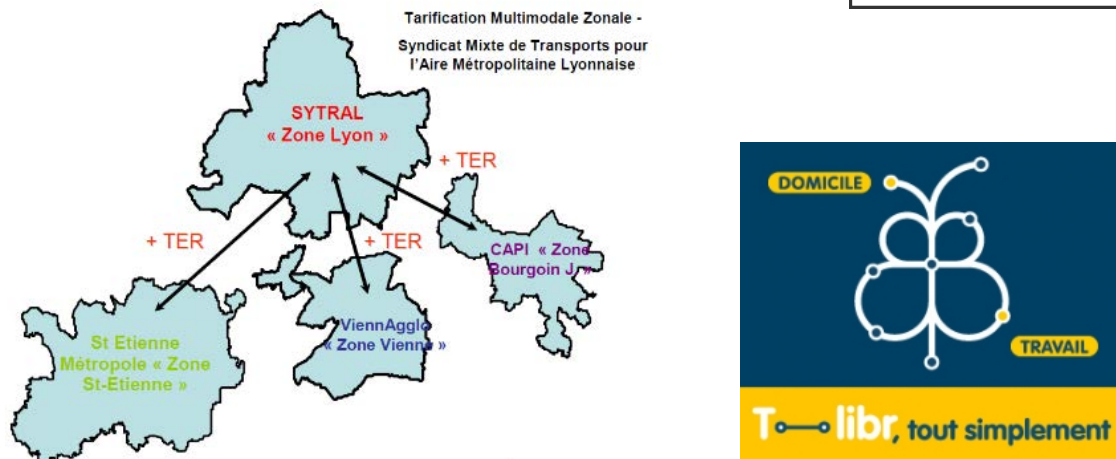 Tarification Multimodale Zonale -
Syndicat Mixte de Transports pour
l'Aire Métropolitaine Lyonnaise
SYTRAL
« Zone Lyon »
+ TER
+ TER
+ TER
CAPI « Zone
Bourgoin J. »
ViennAgglo
« Zone Vienne »
St Etienne
Métropole « Zone
St-Etienne »
DOMICILE
TRAVAIL
T libr, tout simplement